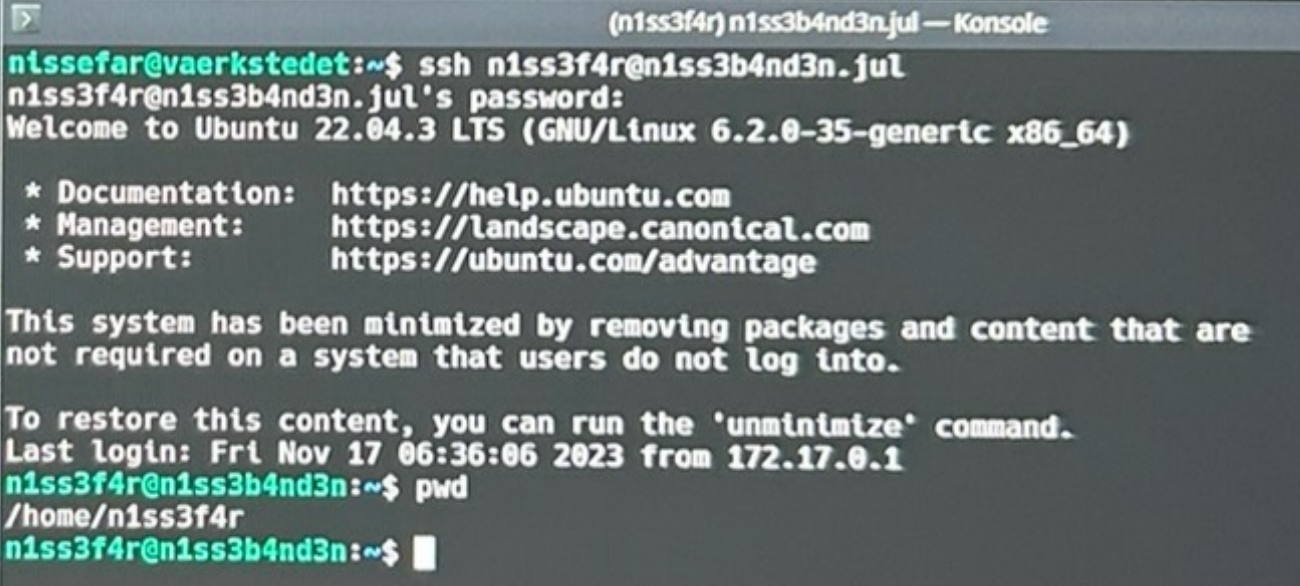 (n1ss3f4r) n1ss3b4nd3n.jul — Konsole
nissefar@vaerkstedet:~$ ssh n1ss3f4r@n1ss3b4nd3n.jul
n1ss3f4r@n1ss3b4nd3n.jul's password:
Welcome to Ubuntu 22.04.3 LTS (GNU/Linux 6.2.0-35-generic x86_64)
* Documentation: https://help.ubuntu.com
* Management: https://landscape.canonical.com
* Support: https://ubuntu.com/advantage
This system has been minimized by removing packages and content that are
not required on a system that users do not log into.
To restore this content, you can run the 'unminimize' command.
Last login: Fri Nov 17 06:36:06 2023 from 172.17.0.1
n1ss3f4r@n1ss3b4nd3n:~$ pwd
/home/n1ss3f4r
n1ss3f4r@n1ss3b4nd3n:~$